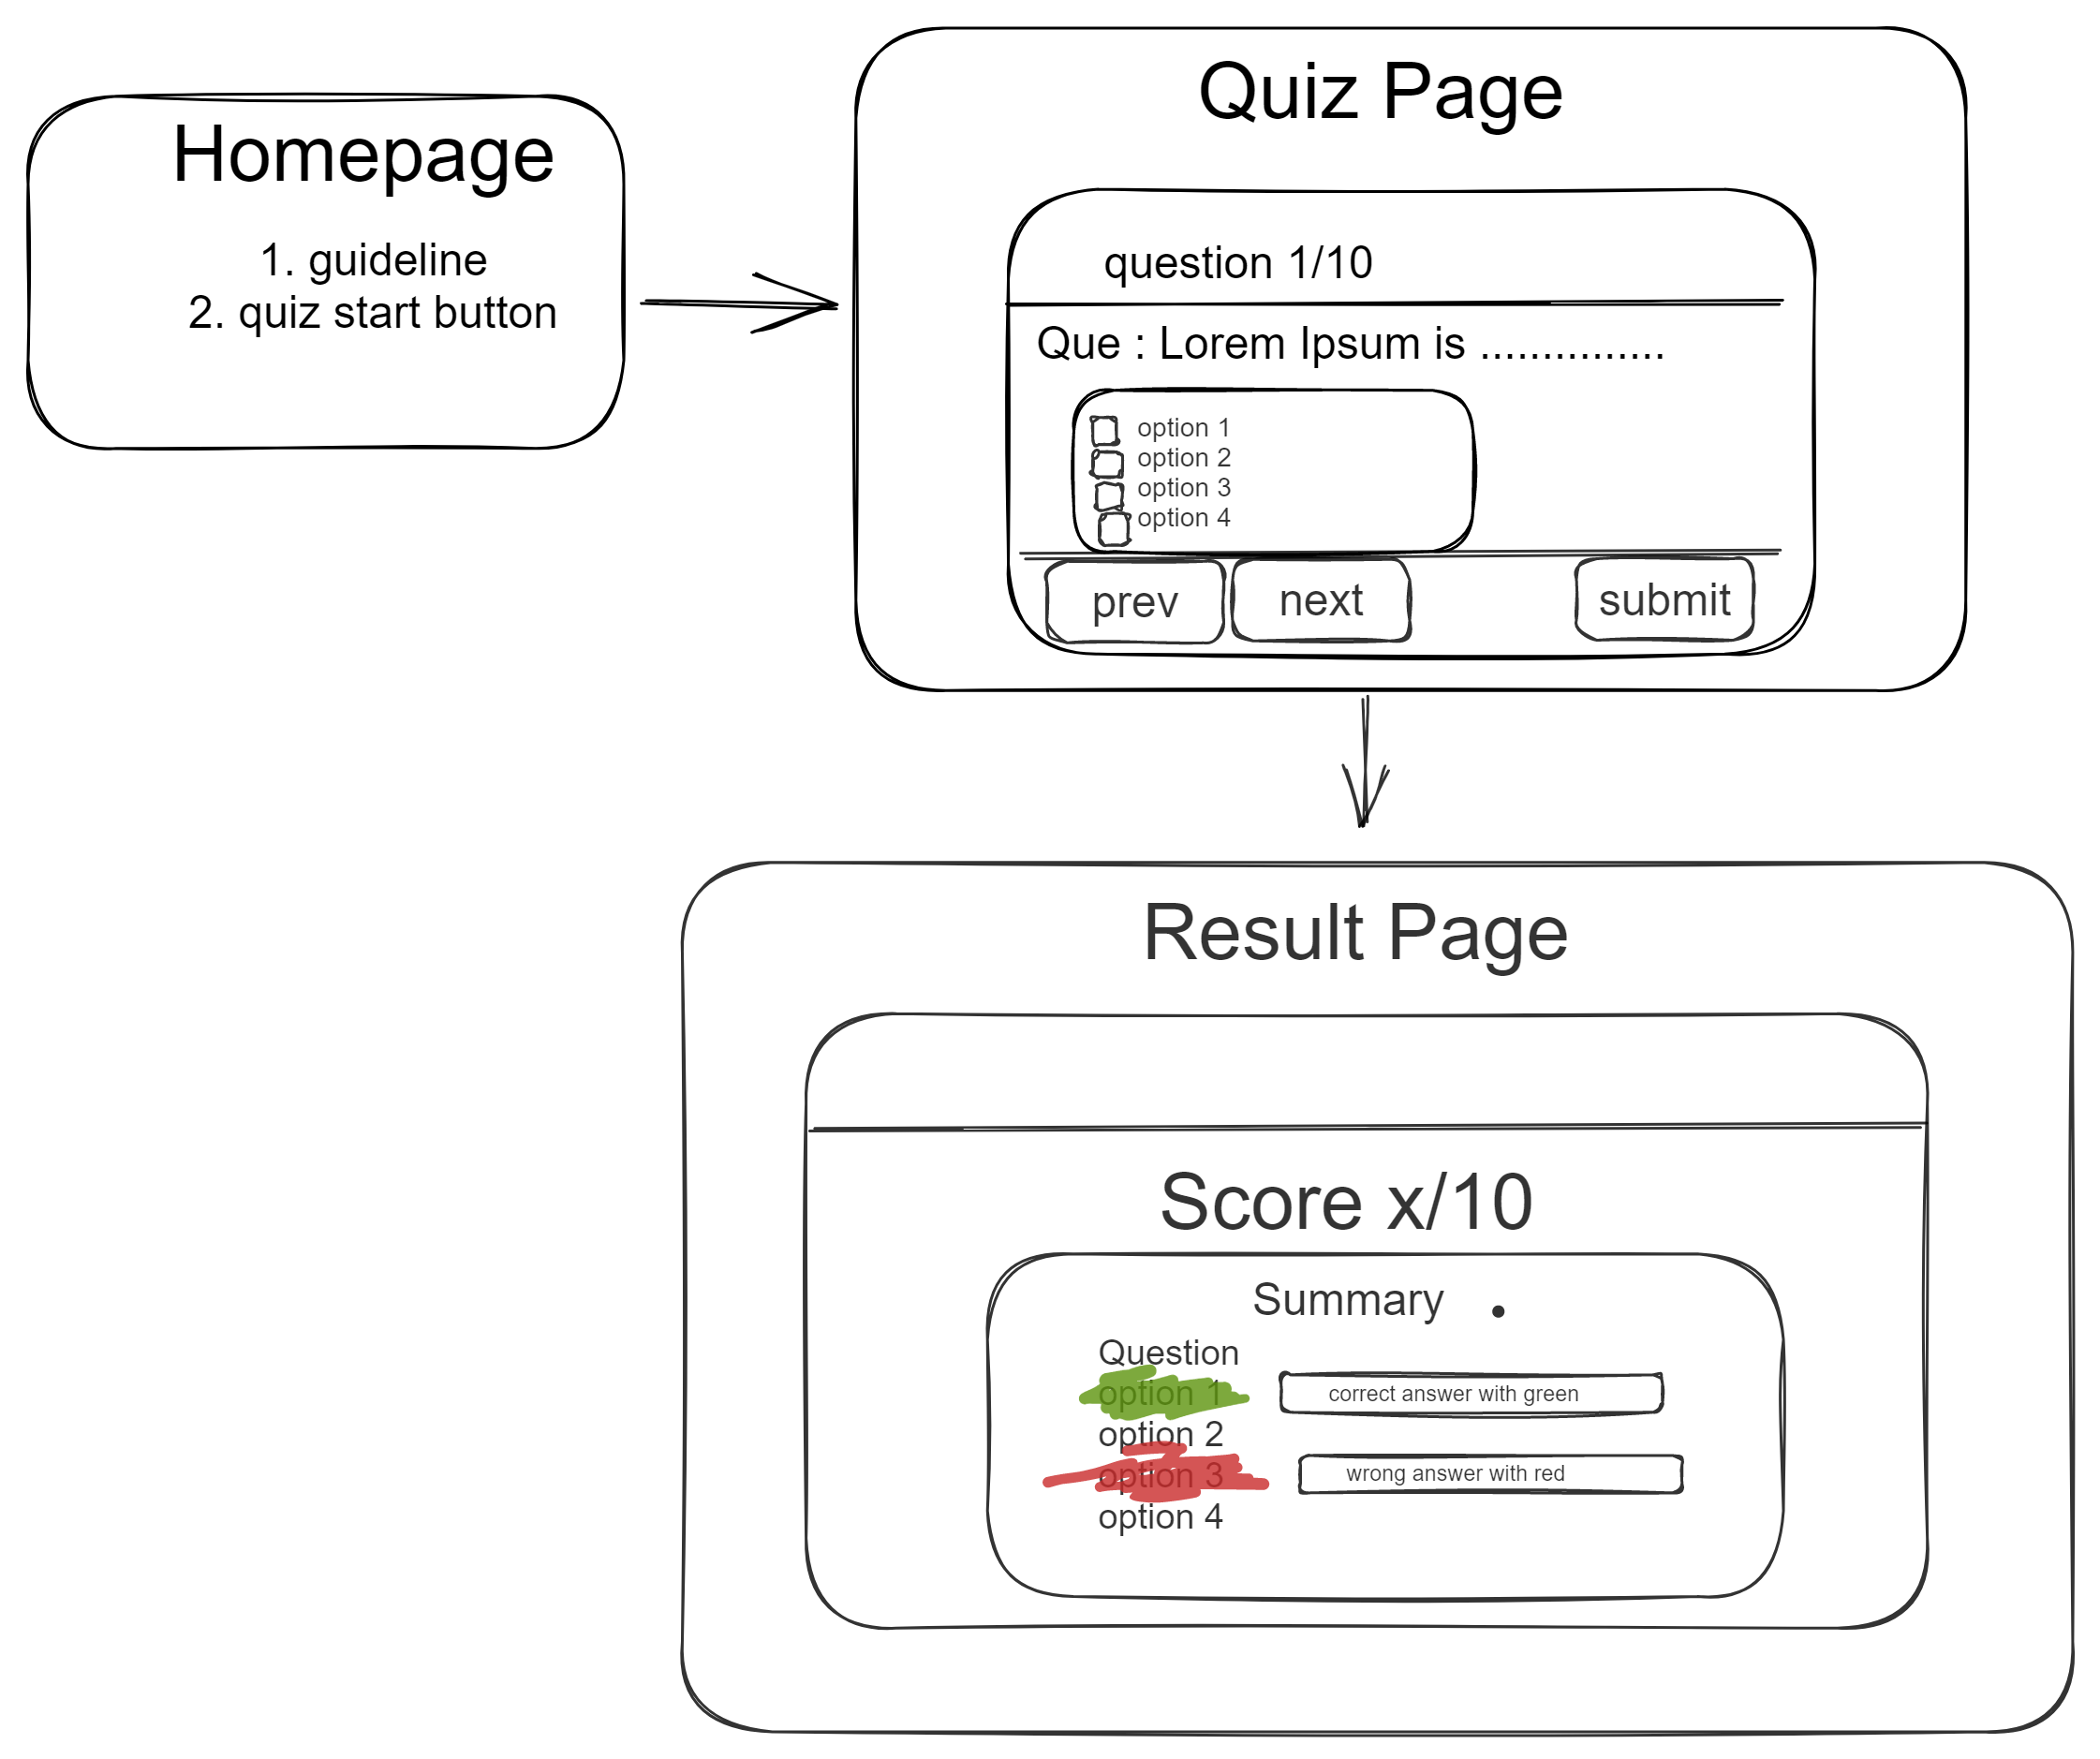 Homepage
1. guideline
2. quiz start button
Quiz Page
question 1/10
Que : Lorem Ipsum is ...............
option 1
option 2
option 3
option 4
prev
next
submit
Result Page
Score x/10
Summary
Question
option 1
correct answer with green
option 2
option 3
wrong answer with red
option 4